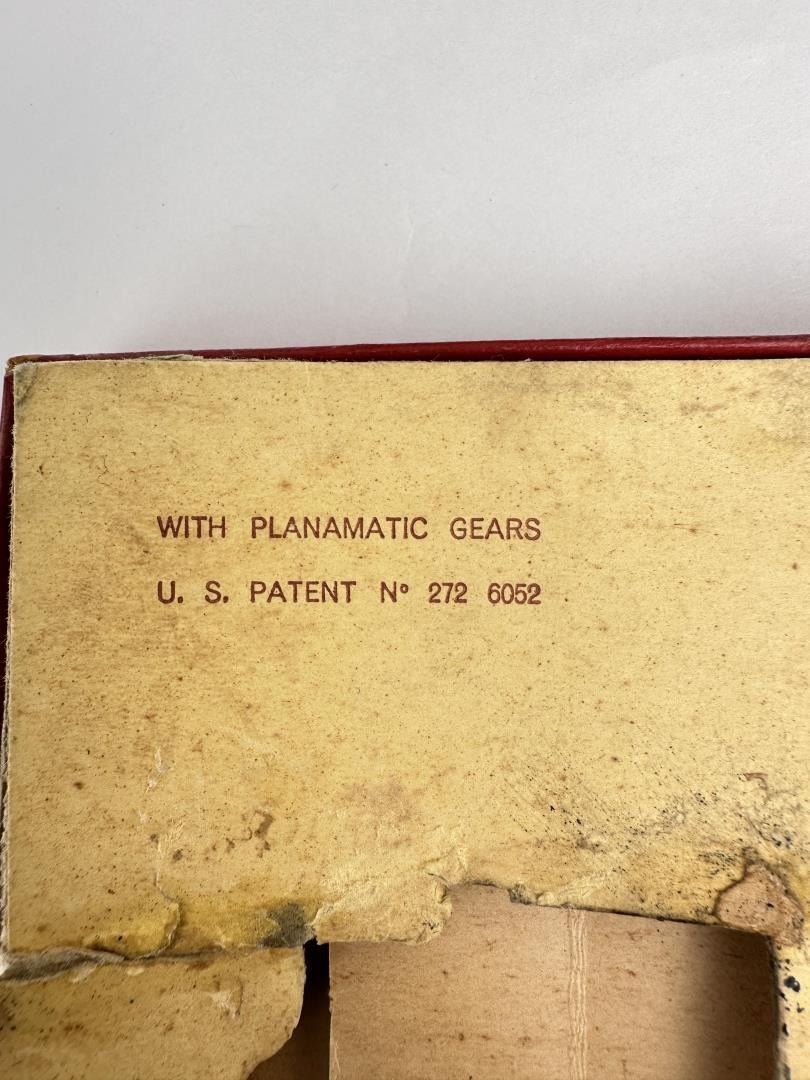 WITH PLANAMATIC GEARS
U. S. PATENT Nº 272 6052